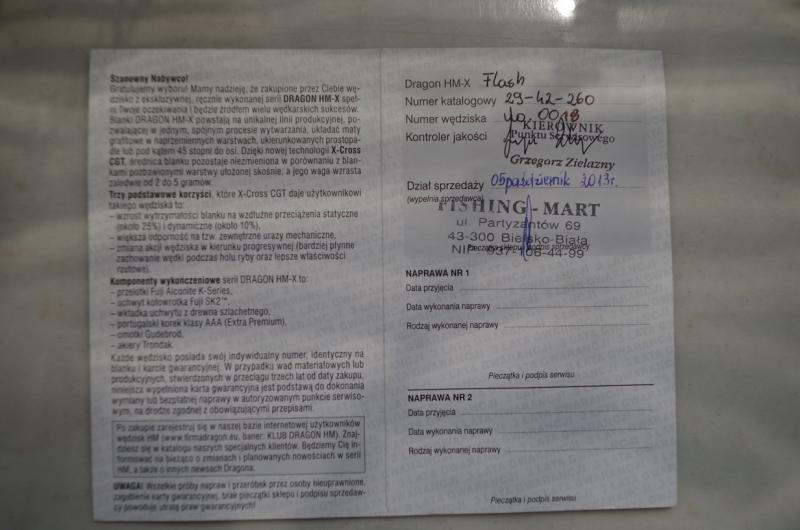 Szanowny Nabywco!
Gratulujemy wyboru! Mamy nadzieję, że zakupione przez Ciebie wę-
dzisko z ekskluzywnej, ręcznie wykonanej serii DRAGON HM-X speł-
ni Twoje oczekiwania i będzie źródłem wielu wędkarskich sukcesów.
Blanki DRAGON HM-X powstają na unikalnej linii produkcyjnej, po-
zwalającej w jednym, spójnym procesie wytwarzania, układać maty
grafitowe w naprzemiennych warstwach, ukierunkowanych prostopa-
dle lub pod kątem 45 stopni do osi. Dzięki nowej technologii X-Cross
CGT, średnica blanku pozostaje niezmieniona w porównaniu z blan-
kami pozbawionymi warstwy ułożonej skośnie, a jego waga wzrasta
zaledwie od 2 do 5 gramów.
Trzy podstawowe korzyści, które X-Cross CGT daje użytkownikowi
takiego wędziska to:
– wzrost wytrzymałości blanku na wzdłużne przeciążenia statyczne
(około 25%) i dynamiczne (około 10%),
– większa odporność na tzw. zewnętrzne urazy mechaniczne,
– zmiana akcji wędziska w kierunku progresywnej (bardziej płynne
zachowanie wędki podczas holu ryby oraz lepsze właściwości
rzutowe).
Komponenty wykończeniowe serii DRAGON HM-X to:
– przelotki Fuji Alconite K-Series,
– uchwyt kołowrotka Fuji SK2™,
– wkładka uchwytu z drewna szlachetnego,
– portugalski korek klasy AAA (Extra Premium),
– omotki Gudebrod,
– lakiery Trondak.
Każde wędzisko posiada swój indywidualny numer, identyczny na
blanku i karcie gwarancyjnej. W przypadku wad materiałowych lub
produkcyjnych, stwierdzonych w przeciągu trzech lat od daty zakupu,
niniejsza wypełniona karta gwarancyjna jest podstawą do dokonania
wymiany lub bezpłatnej naprawy w autoryzowanym punkcie serwiso-
wym, na drodze zgodnej z obowiązującymi przepisami.
Po zakupie zarejestruj się w naszej bazie internetowej użytkowników
wędzisk HM (www.firmadragon.eu, baner: KLUB DRAGON HM). Znaj-
dziesz się w katalogu naszych specjalnych klientów. Będziemy Cię in-
formować na bieżąco o zmianach i planowanych nowościach w serii
HM, a także o innych newsach Dragona.
UWAGA! Wszelkie próby napraw i przeróbek przez osoby nieuprawnione,
zagubienie karty gwarancyjnej, brak pieczątki sklepu i podpisu sprzedaw-
cy powoduje utratę praw gwarancyjnych!
Dragon HM-X Flash
Numer katalogowy 29-42-260
Numer wędziska 0018
KIEROWNIK
Kontroler jakości Punktu Serwisowego
Grzegorz Zielazny
Dział sprzedaży 05 październik 2013r.
(wypełnia sprzedawca)
FISHING - MART
ul. Partyzantów 69
43-300 Bielsko-Biała
Pieczątka sklepu i podpis sprzedawcy
NIP 937-108-44-99
NAPRAWA NR 1
Data przyjęcia
Data wykonania naprawy
Rodzaj wykonanej naprawy
Pieczątka i podpis serwisu
NAPRAWA NR 2
Data przyjęcia
Data wykonania naprawy
Rodzaj wykonanej naprawy
Pieczątka i podpis serwisu